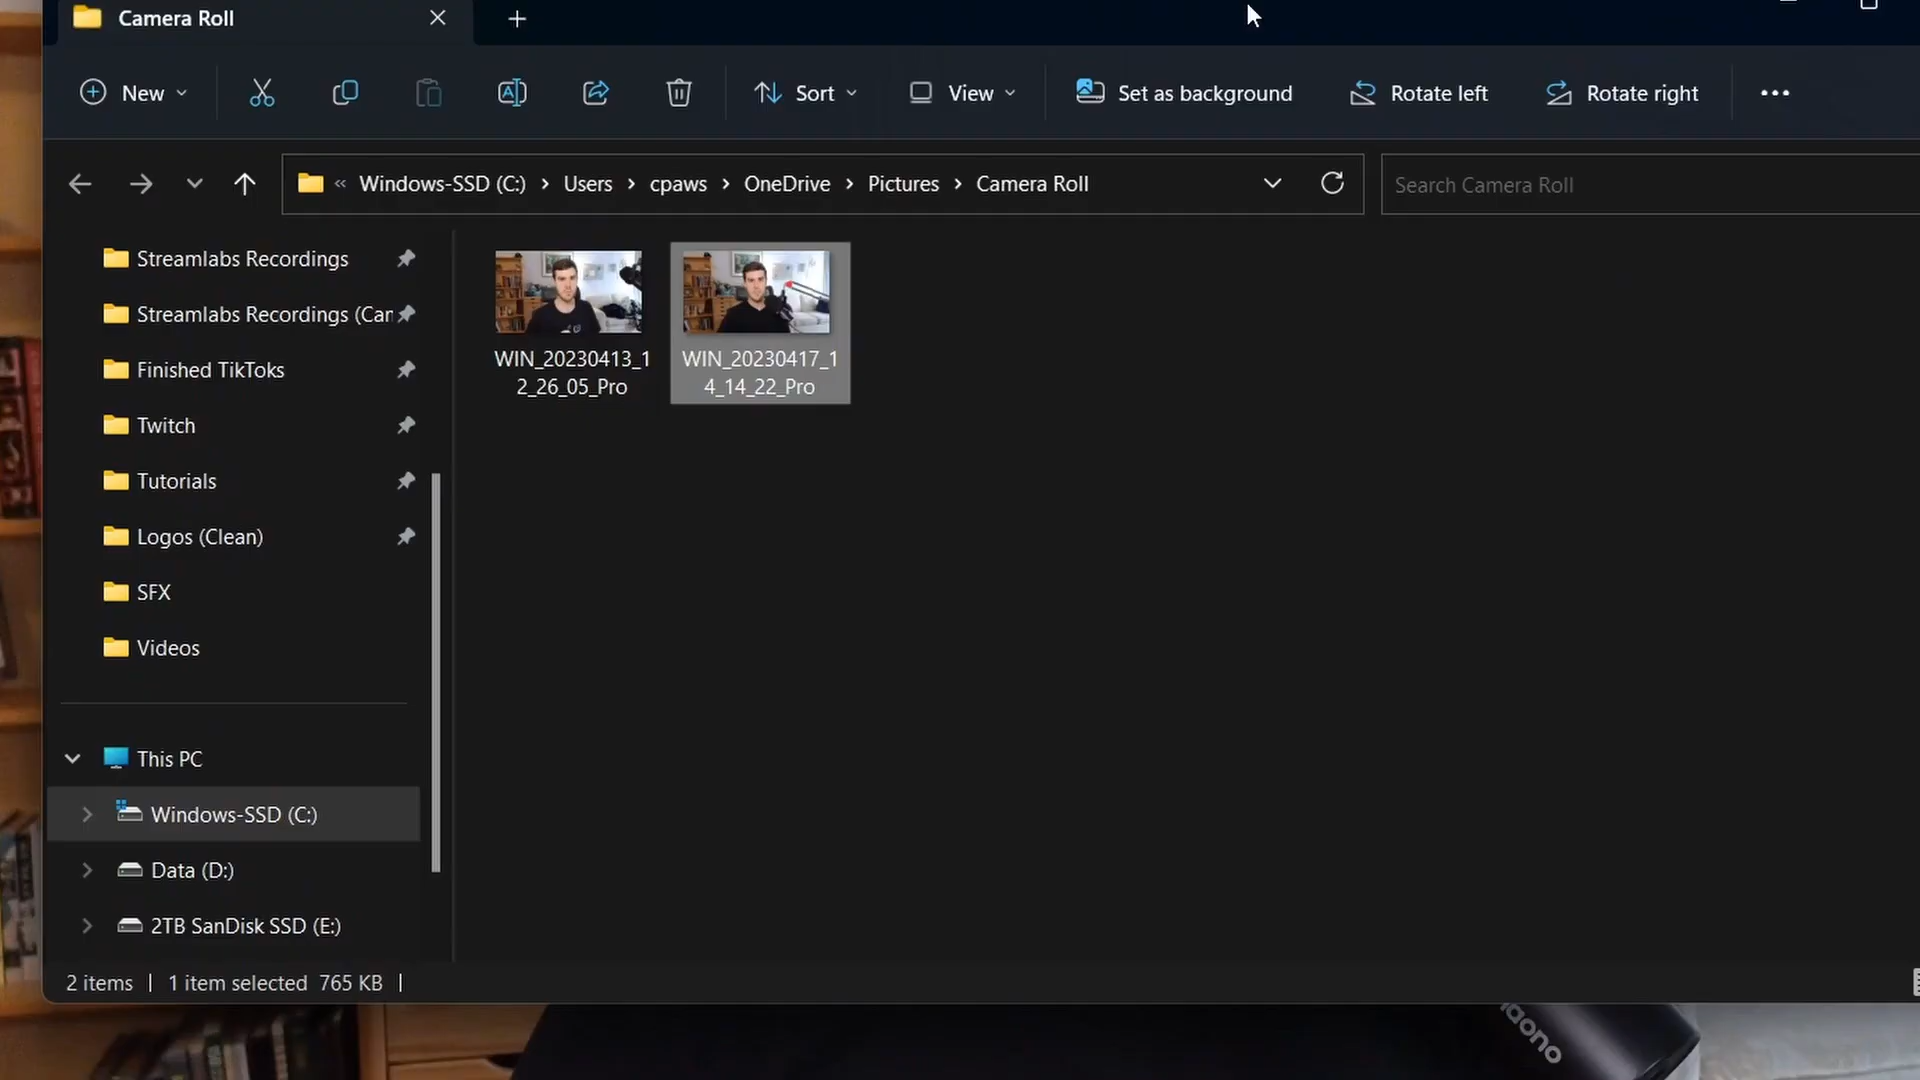 Camera Roll
New
Sort
View
Set as background
Rotate left
Rotate right
« Windows-SSD (C:) › Users › cpaws › OneDrive › Pictures › Camera Roll
Search Camera Roll
Streamlabs Recordings
Streamlabs Recordings (Can
Finished TikToks
Twitch
Tutorials
Logos (Clean)
SFX
Videos
This PC
Windows-SSD (C:)
Data (D:)
2TB SanDisk SSD (E:)
WIN_20230413_1
2_26_05_Pro
WIN_20230417_1
4_14_22_Pro
2 items | 1 item selected 765 KB |
maono